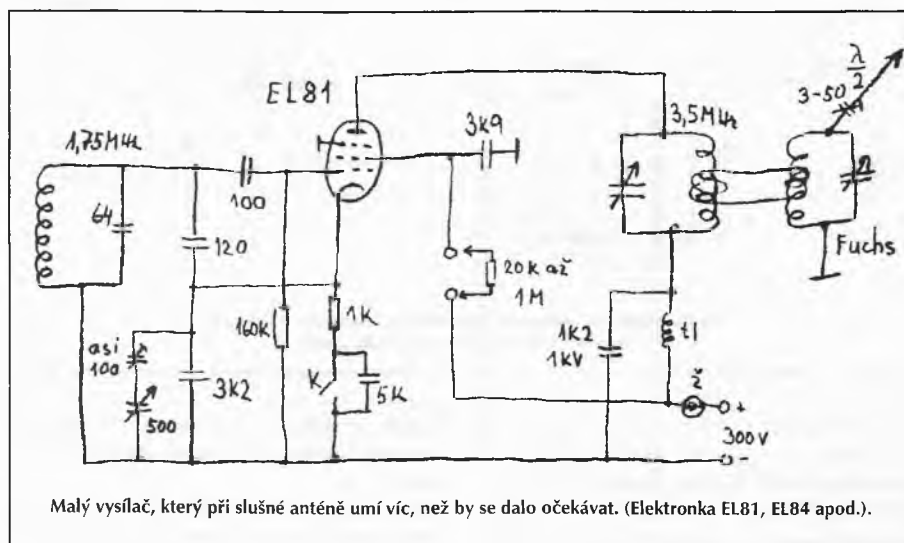 EL81
λ/2
3-50
1,75MHz
3k9
3,5MHz
64
100
120
Fuchs
20k až
1M
160k
1K
1k2
1kV
tl
asi
100
3k2
K
5k
ž
+
500
300V
-
Malý vysílač, který při slušné anténě umí víc, než by se dalo očekávat. (Elektronka EL81, EL84 apod.).